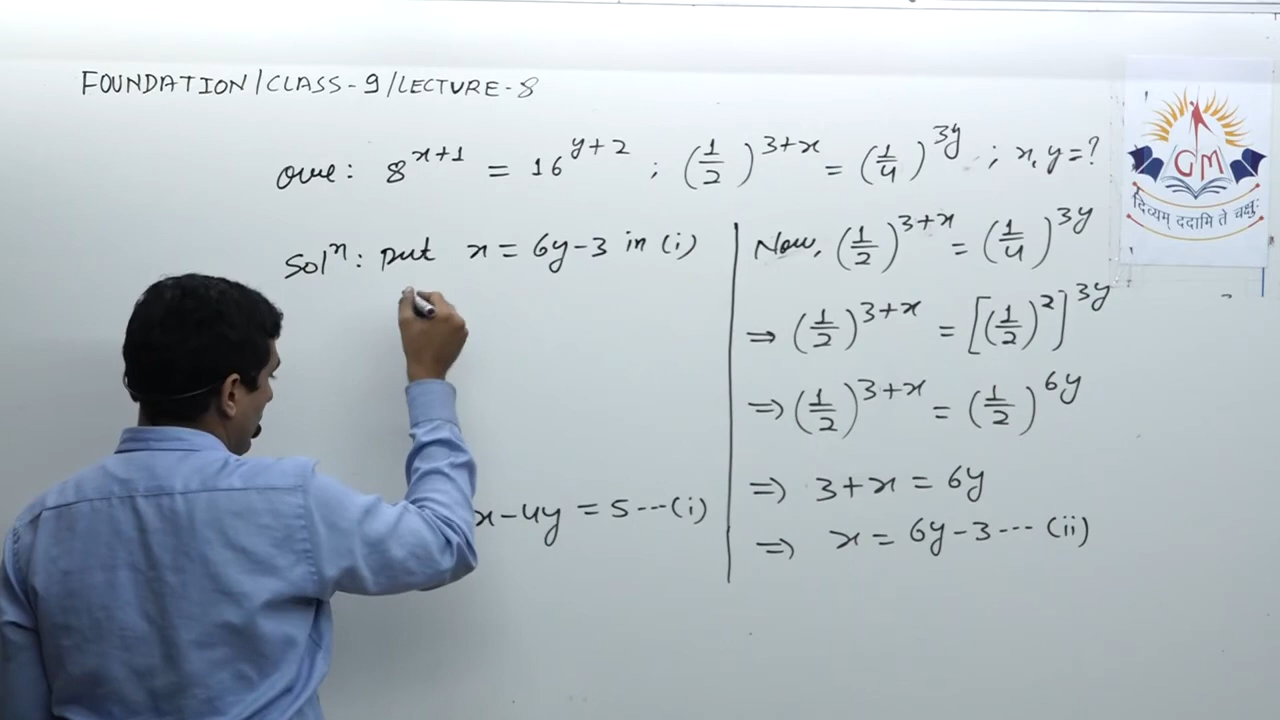 FOUNDATION/CLASS-9/LECTURE-8
Que: 8^{x+1} = 16^{y+2} ; (1/2)^{3+x} = (1/4)^{3y} ; x, y = ?
Solⁿ: put x = 6y-3 in (i)
x-4y = 5 ---(i)
Now, (1/2)^{3+x} = (1/4)^{3y}
⇒ (1/2)^{3+x} = [(1/2)^2]^{3y}
⇒ (1/2)^{3+x} = (1/2)^{6y}
⇒ 3+x = 6y
⇒ x = 6y-3 --- (ii)
GM
दिव्यम् ददामि ते चक्षुः